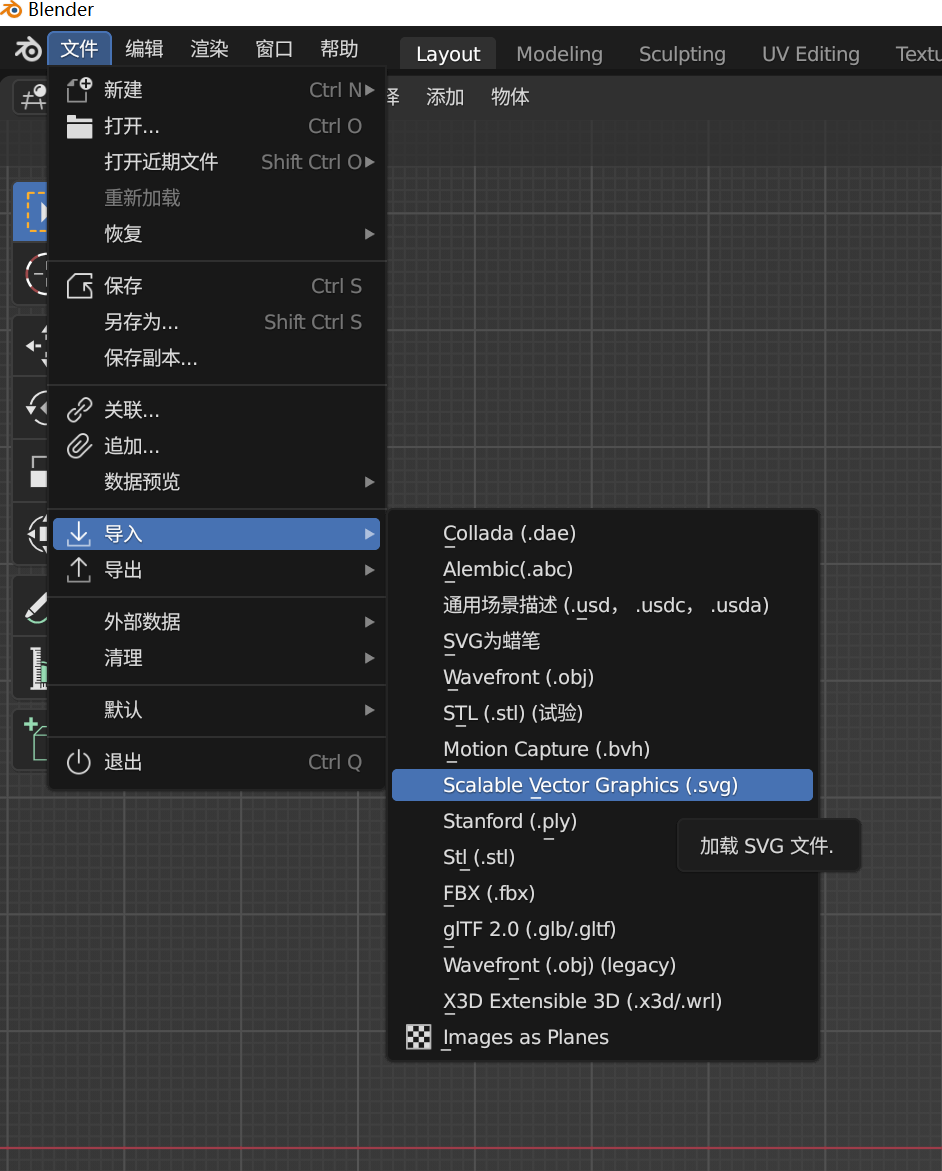 Blender
文件 编辑 渲染 窗口 帮助 Layout Modeling Sculpting UV Editing
添加 物体
新建 Ctrl N
打开... Ctrl O
打开近期文件 Shift Ctrl O
重新加载
恢复
保存 Ctrl S
另存为... Shift Ctrl S
保存副本...
关联...
追加...
数据预览
导入
导出
外部数据
清理
默认
退出 Ctrl Q
Collada (.dae)
Alembic(.abc)
通用场景描述 (.usd, .usdc, .usda)
SVG为蜡笔
Wavefront (.obj)
STL (.stl) (试验)
Motion Capture (.bvh)
Scalable Vector Graphics (.svg)
Stanford (.ply)
加载 SVG 文件.
Stl (.stl)
FBX (.fbx)
glTF 2.0 (.glb/.gltf)
Wavefront (.obj) (legacy)
X3D Extensible 3D (.x3d/.wrl)
Images as Planes